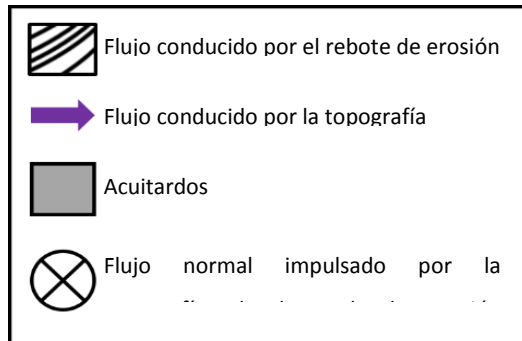 Flujo conducido por el rebote de erosión
Flujo conducido por la topografía
Acuitardos
Flujo normal impulsado por la